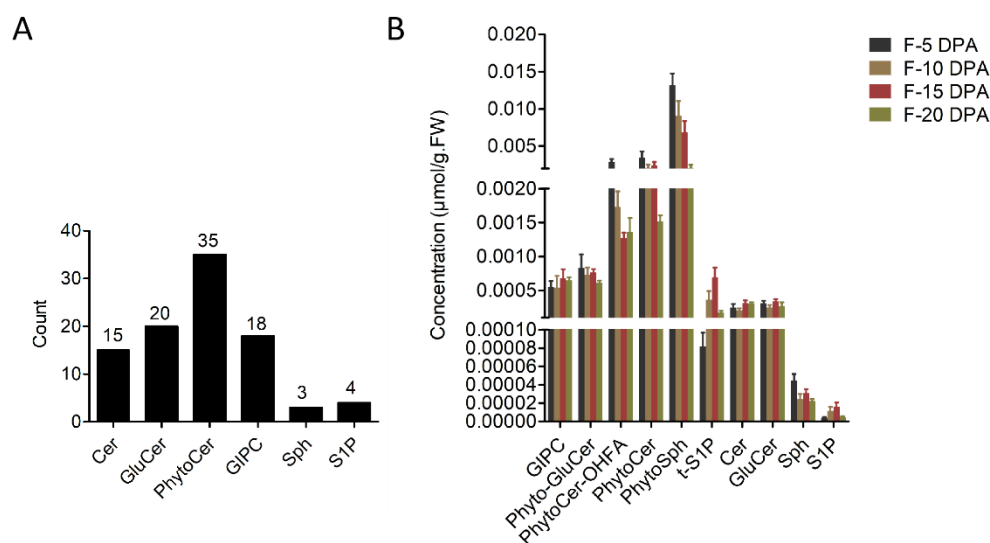 A
Count
40
30
20
10
0
15
20
35
18
3
4
Cer
GluCer
PhytoCer
GIPC
Sph
S1P
B
Concentration (µmol/g.FW)
0.020
0.015
0.010
0.005
0.0020
0.0015
0.0010
0.0005
0.00010
0.00008
0.00006
0.00004
0.00002
0.00000
GIPC
Phyto-GluCer
PhytoCer-OHFA
PhytoCer
PhytoSph
t-S1P
Cer
GluCer
Sph
S1P
F-5 DPA
F-10 DPA
F-15 DPA
F-20 DPA